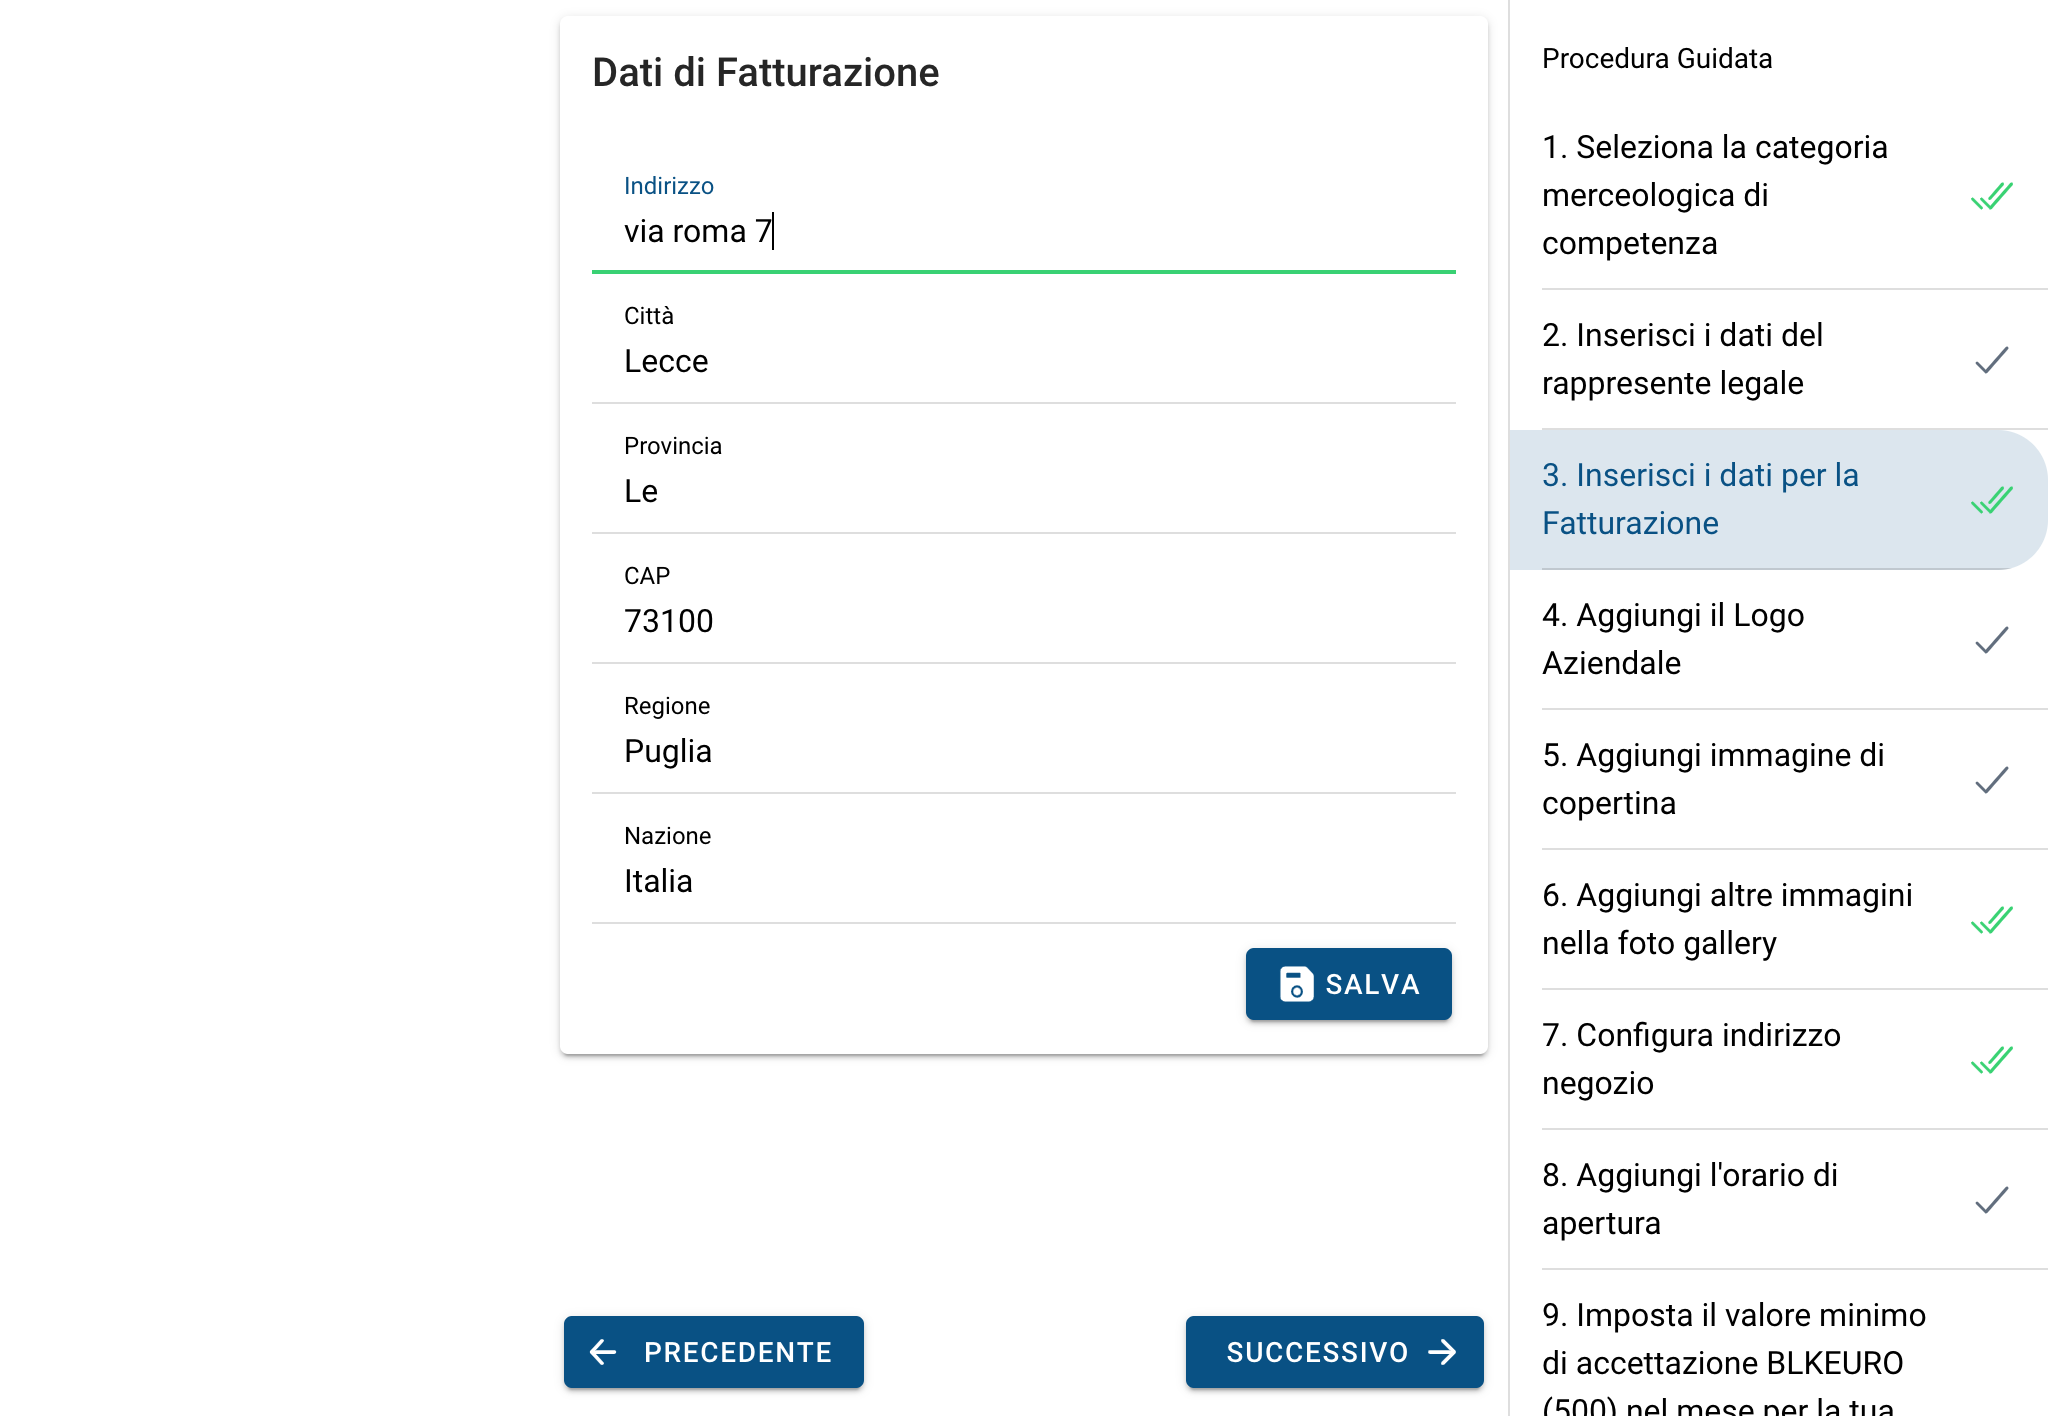 Dati di Fatturazione
Indirizzo
via roma 7
Città
Lecce
Provincia
Le
CAP
73100
Regione
Puglia
Nazione
Italia
SALVA
PRECEDENTE
SUCCESSIVO
Procedura Guidata
1. Seleziona la categoria
merceologica di
competenza
2. Inserisci i dati del
rappresente legale
3. Inserisci i dati per la
Fatturazione
4. Aggiungi il Logo
Aziendale
5. Aggiungi immagine di
copertina
6. Aggiungi altre immagini
nella foto gallery
7. Configura indirizzo
negozio
8. Aggiungi l'orario di
apertura
9. Imposta il valore minimo
di accettazione BLKEURO
(500) nel mese per la tua